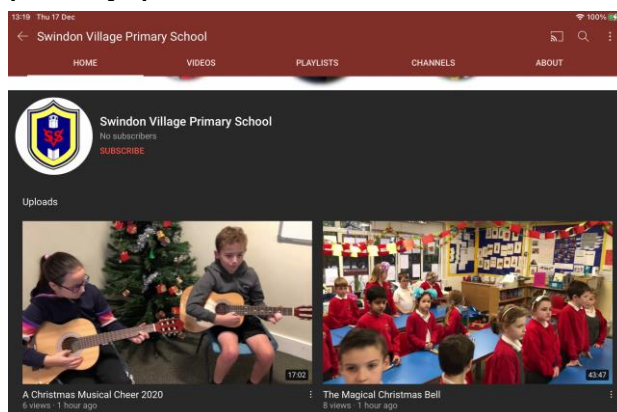 13:19 Thu 17 Dec
100%
Swindon Village Primary School
HOME VIDEOS PLAYLISTS CHANNELS ABOUT
Swindon Village Primary School
No subscribers
SUBSCRIBE
Uploads
17:02
43:47
A Christmas Musical Cheer 2020
6 views · 1 hour ago
The Magical Christmas Bell
8 views · 1 hour ago